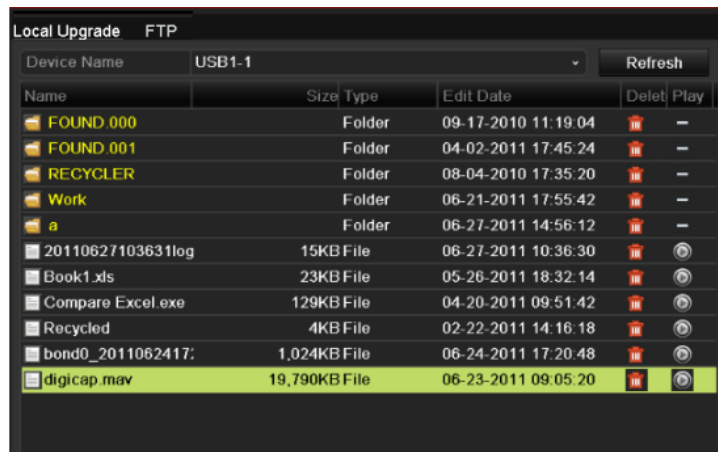 Local Upgrade FTP
Device Name USB1-1 Refresh
Name Size Type Edit Date Delet Play
FOUND.000 Folder 09-17-2010 11:19:04 –
FOUND.001 Folder 04-02-2011 17:45:24 –
RECYCLER Folder 08-04-2010 17:35:20 –
Work Folder 06-21-2011 17:55:42 –
a Folder 06-27-2011 14:56:12 –
20110627103631log 15KB File 06-27-2011 10:36:30
Book1.xls 23KB File 05-26-2011 18:32:14
Compare Excel.exe 129KB File 04-20-2011 09:51:42
Recycled 4KB File 02-22-2011 14:16:18
bond0_2011062417: 1,024KB File 06-24-2011 17:20:48
digicap.mav 19,790KB File 06-23-2011 09:05:20